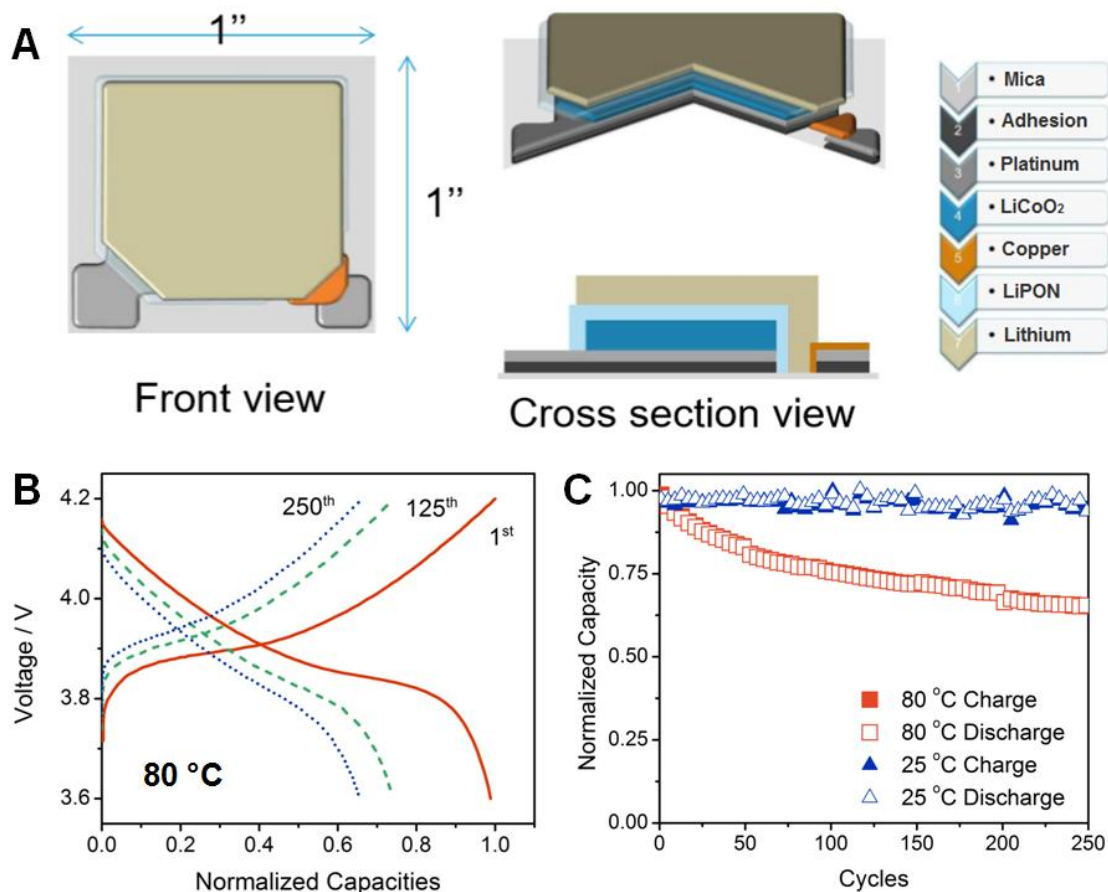 A
1”
1”
Front view
Cross section view
1 • Mica
2 • Adhesion
3 • Platinum
4 • LiCoO₂
5 • Copper
6 • LiPON
7 • Lithium
B
4.2
4.0
3.8
3.6
Voltage / V
250th
125th
1st
80 °C
0.0 0.2 0.4 0.6 0.8 1.0
Normalized Capacities
C
1.00
0.75
0.50
0.25
0.00
Normalized Capacity
80 °C Charge
80 °C Discharge
25 °C Charge
25 °C Discharge
0 50 100 150 200 250
Cycles